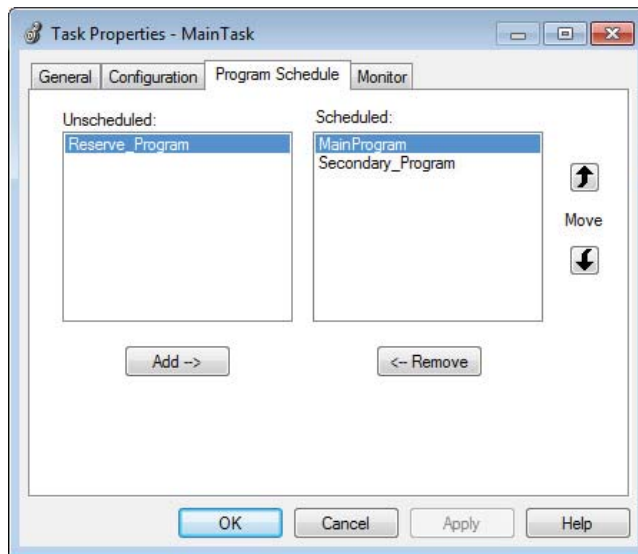 Task Properties - MainTask
General Configuration Program Schedule Monitor
Unscheduled: Scheduled:
Reserve_Program MainProgram
Secondary_Program
Move
Add --> <-- Remove
OK Cancel Apply Help